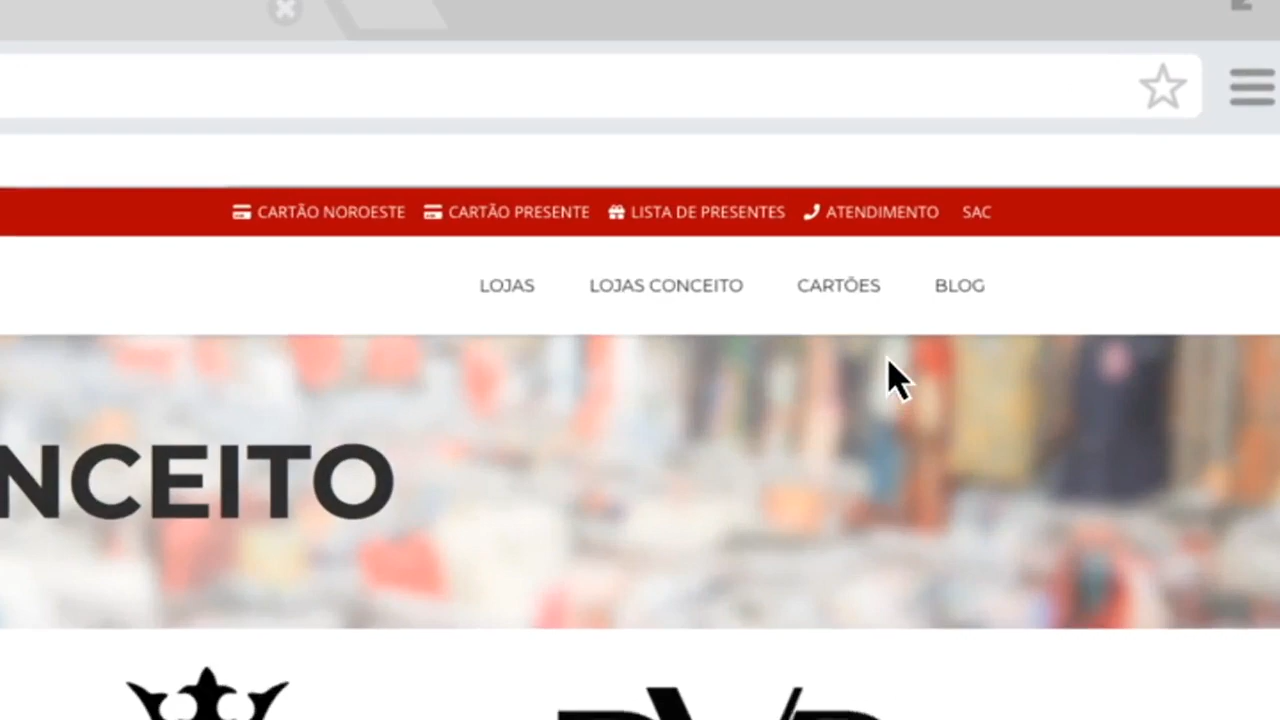 CARTÃO NOROESTE CARTÃO PRESENTE LISTA DE PRESENTES ATENDIMENTO SAC
LOJAS LOJAS CONCEITO CARTÕES BLOG
NCEITO